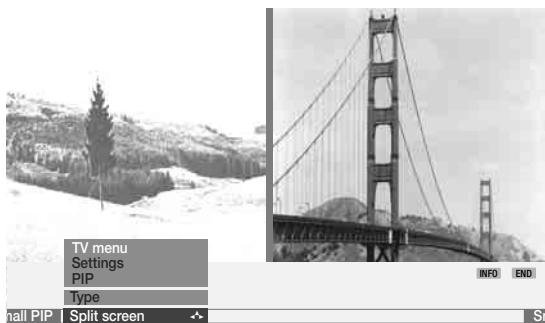 TV menu
Settings
PIP
INFO END
Type
Split screen